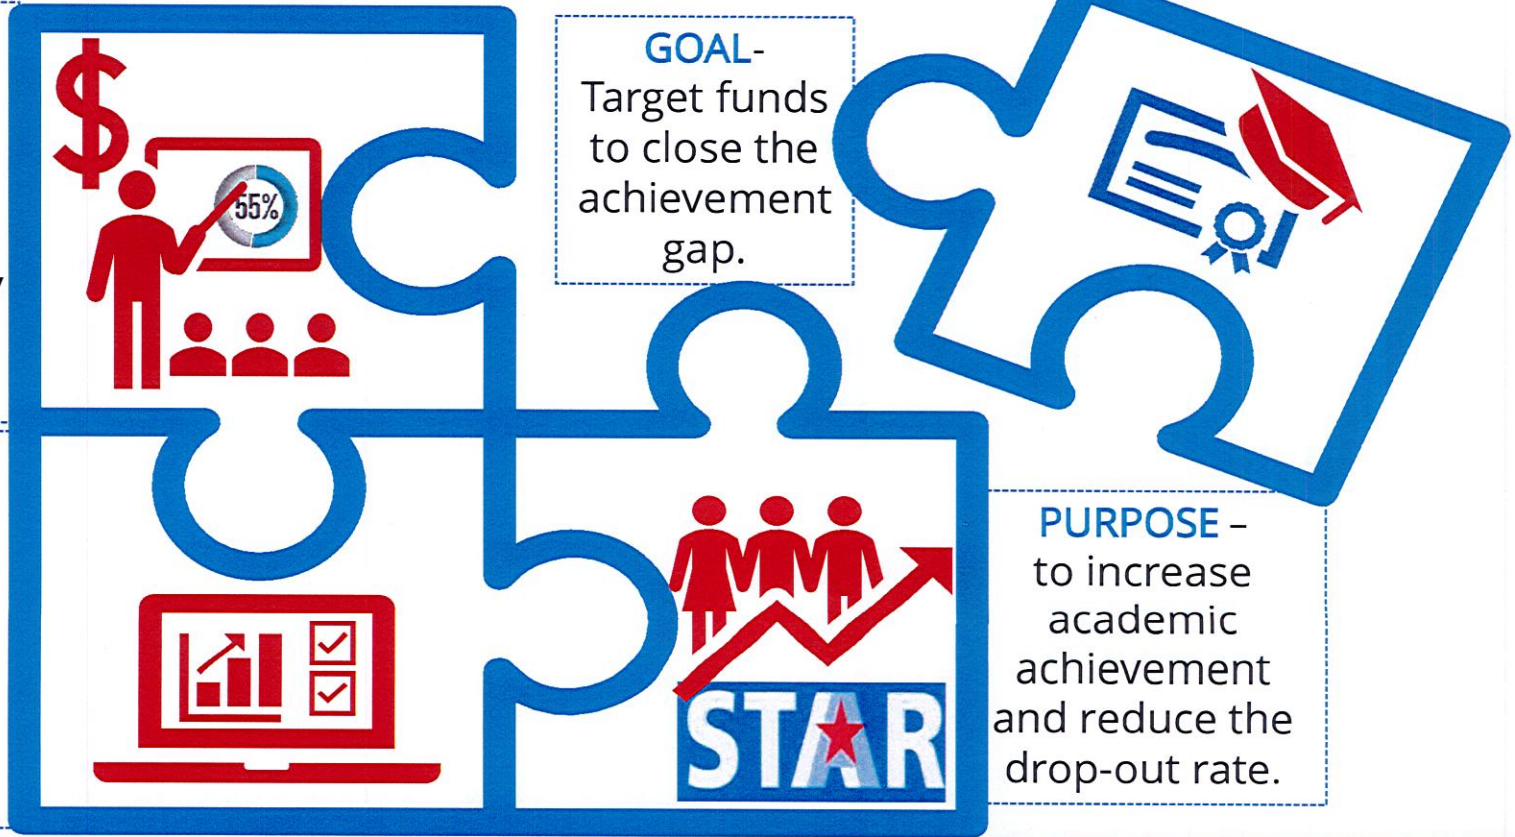 $
55%
GOAL-
Target funds
to close the
achievement
gap.
STAR
PURPOSE –
to increase
academic
achievement
and reduce the
drop-out rate.